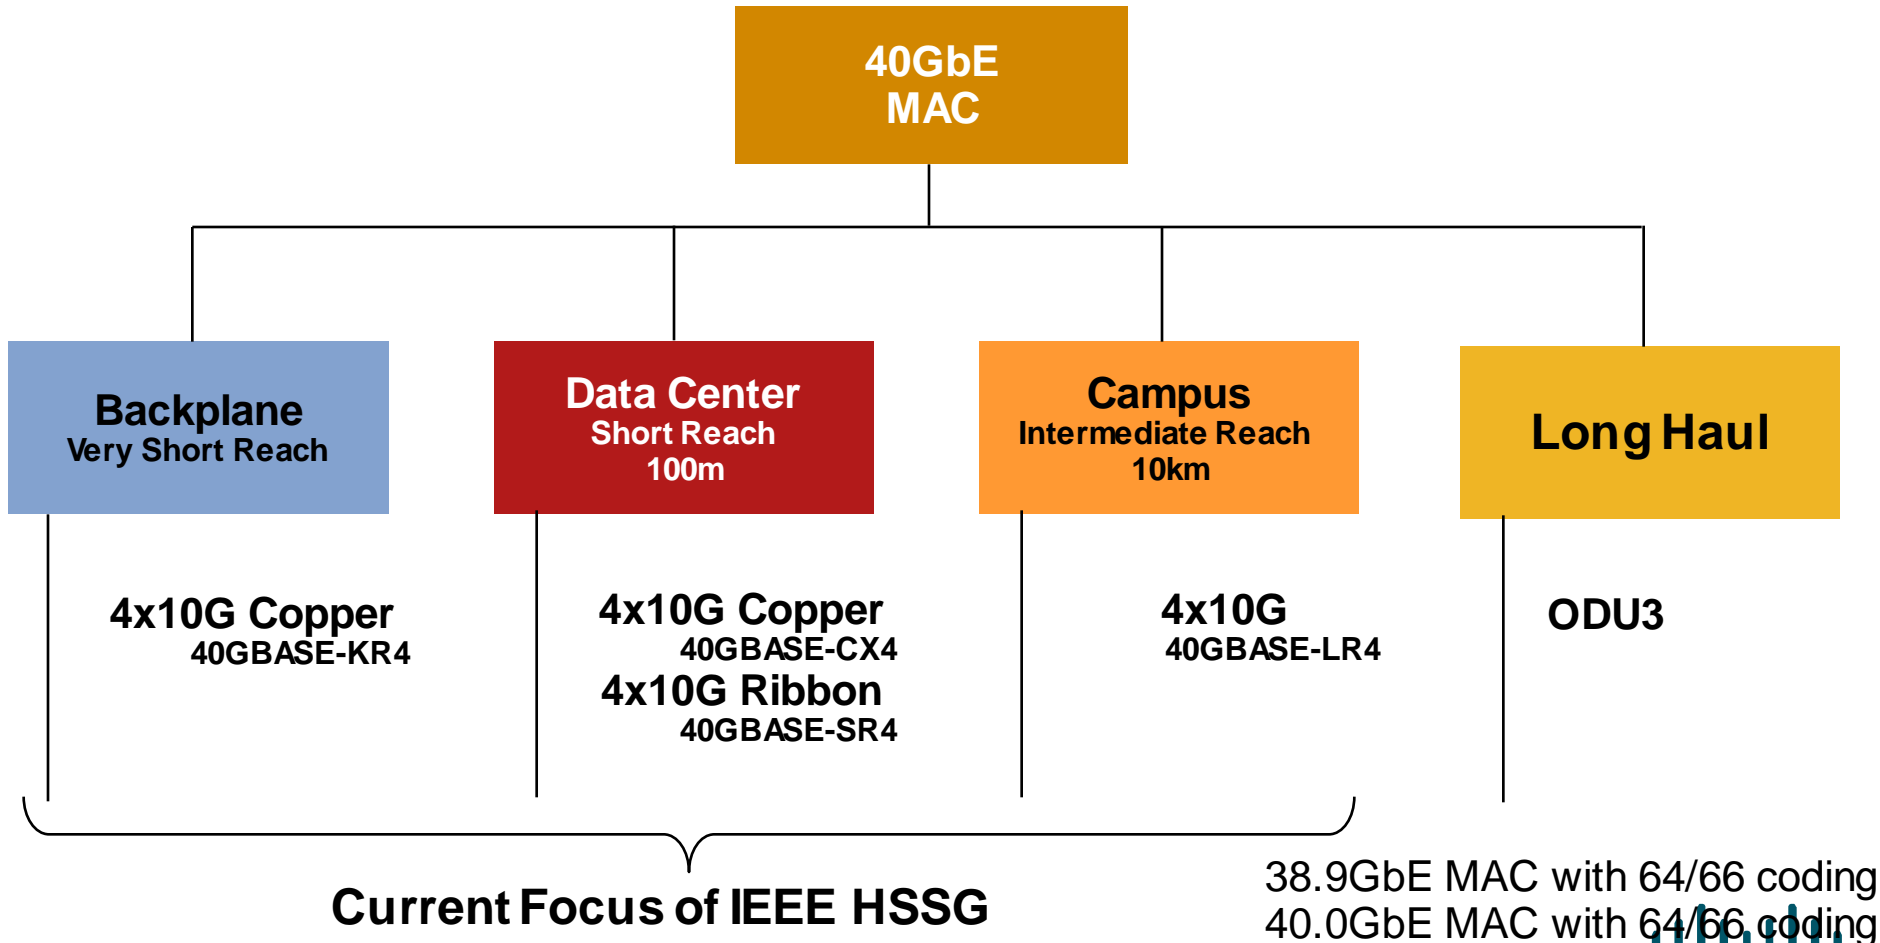 40GbE
MAC
Backplane
Very Short Reach
Data Center
Short Reach
100m
Campus
Intermediate Reach
10km
Long Haul
4x10G Copper
40GBASE-KR4
4x10G Copper
40GBASE-CX4
4x10G Ribbon
40GBASE-SR4
4x10G
40GBASE-LR4
ODU3
Current Focus of IEEE HSSG
38.9GbE MAC with 64/66 coding
40.0GbE MAC with 64/66 coding